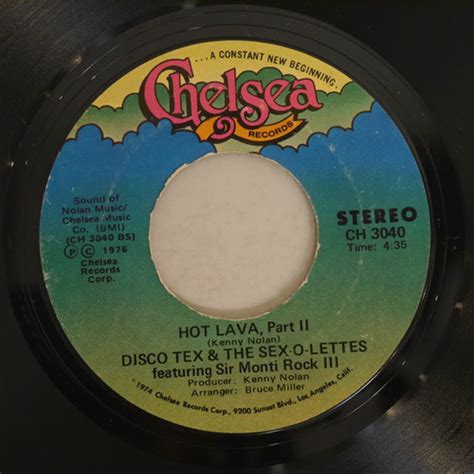 ... A CONSTANT NEW BEGINNING.
Chelsea
RECORDS
Sound of
Nolan Music/
Chelsea Music
Co. (BMI)
(CH 3040 BS)
Ⓟ © 1976
Chelsea
Records
Corp.
STEREO
CH 3040
Time: 4:35
HOT LAVA, Part II
(Kenny Nolan)
DISCO TEX & THE SEX-O-LETTES
featuring Sir Monti Rock III
Producer: Kenny Nolan
Arranger: Bruce Miller
©1974 Chelsea Records Corp., 9200 Sunset Blvd., Los Angeles, Calif.